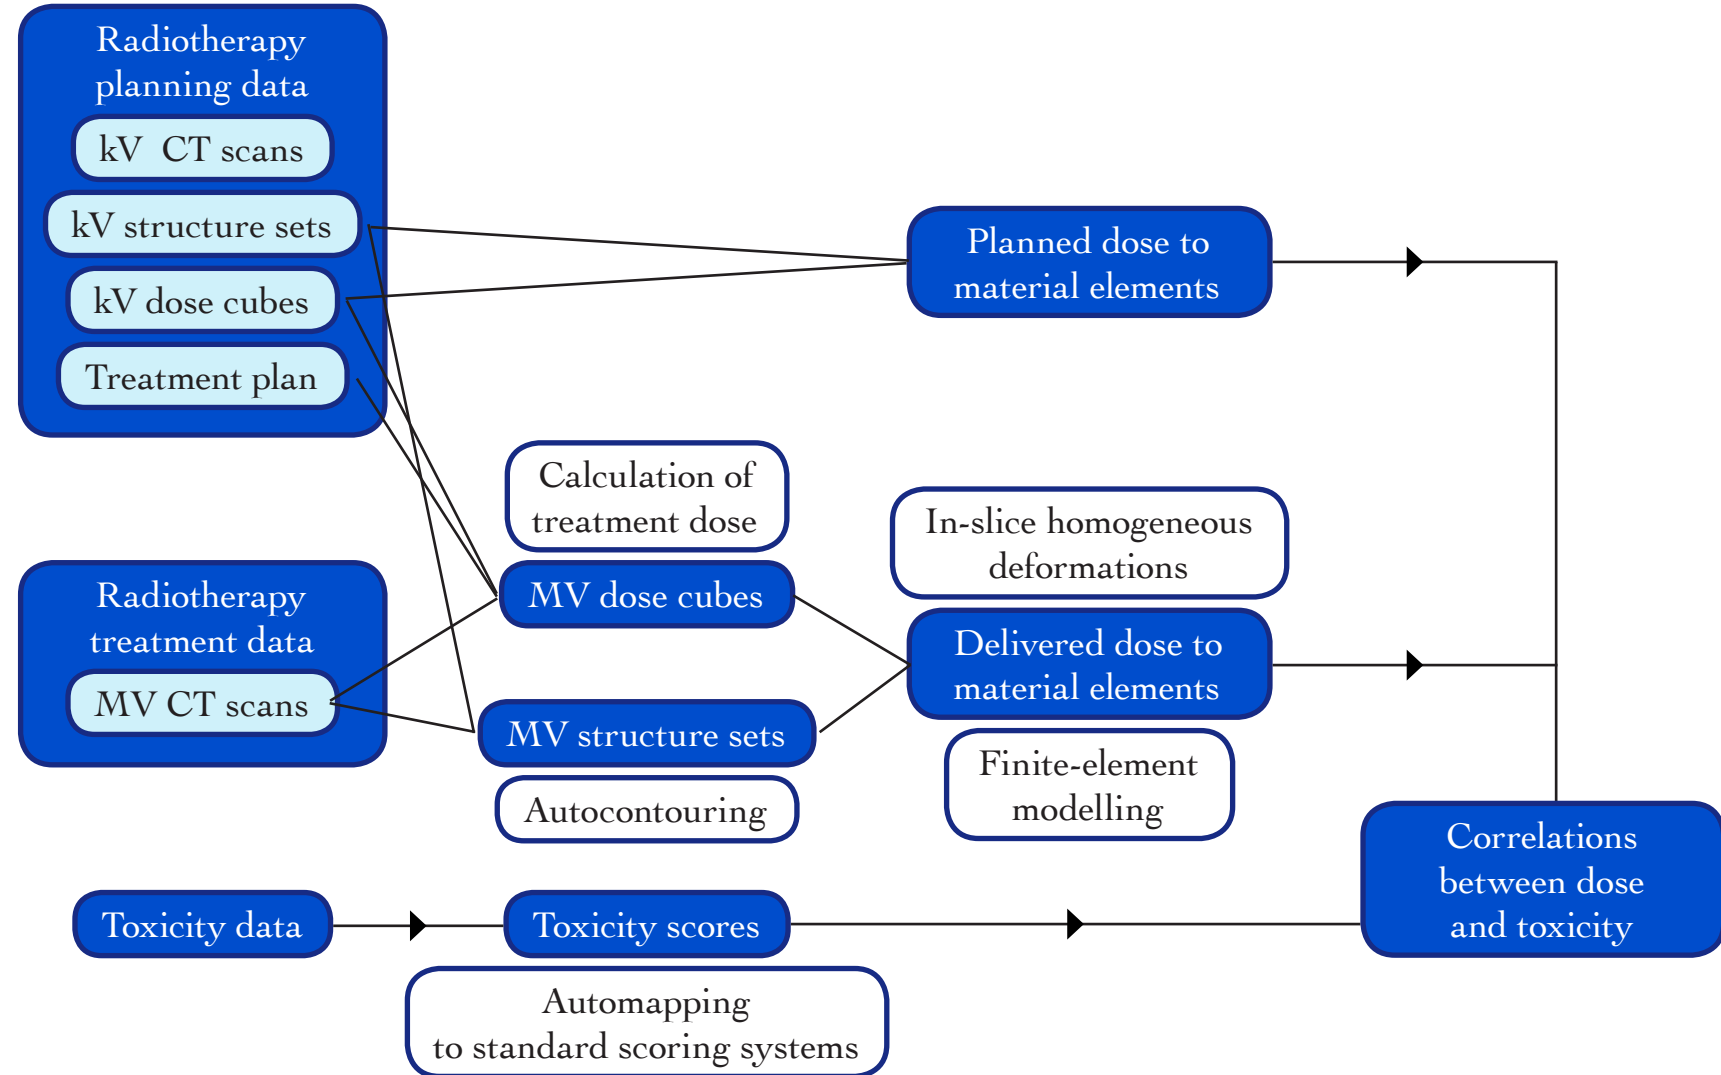 Radiotherapy
planning data
kV CT scans
kV structure sets
kV dose cubes
Treatment plan
Planned dose to
material elements
Calculation of
treatment dose
In-slice homogeneous
deformations
Radiotherapy
treatment data
MV CT scans
MV dose cubes
MV structure sets
Autocontouring
Delivered dose to
material elements
Finite-element
modelling
Correlations
between dose
and toxicity
Toxicity data
Toxicity scores
Automapping
to standard scoring systems